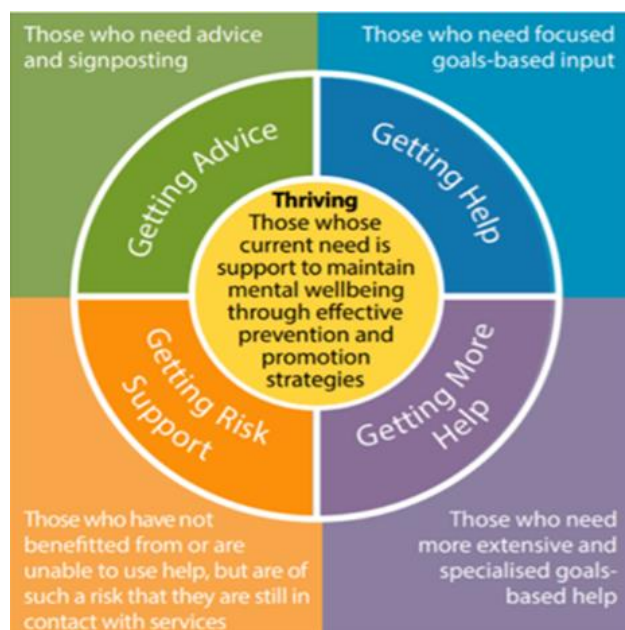 Those who need advice
and signposting
Those who need focused
goals-based input
Getting Advice
Getting Help
Thriving
Those whose
current need is
support to maintain
mental wellbeing
through effective
prevention and
promotion
strategies
Getting Risk
Support
Getting More
Help
Those who have not
benefitted from or are
unable to use help, but are of
such a risk that they are still in
contact with services
Those who need
more extensive and
specialised goals-
based help